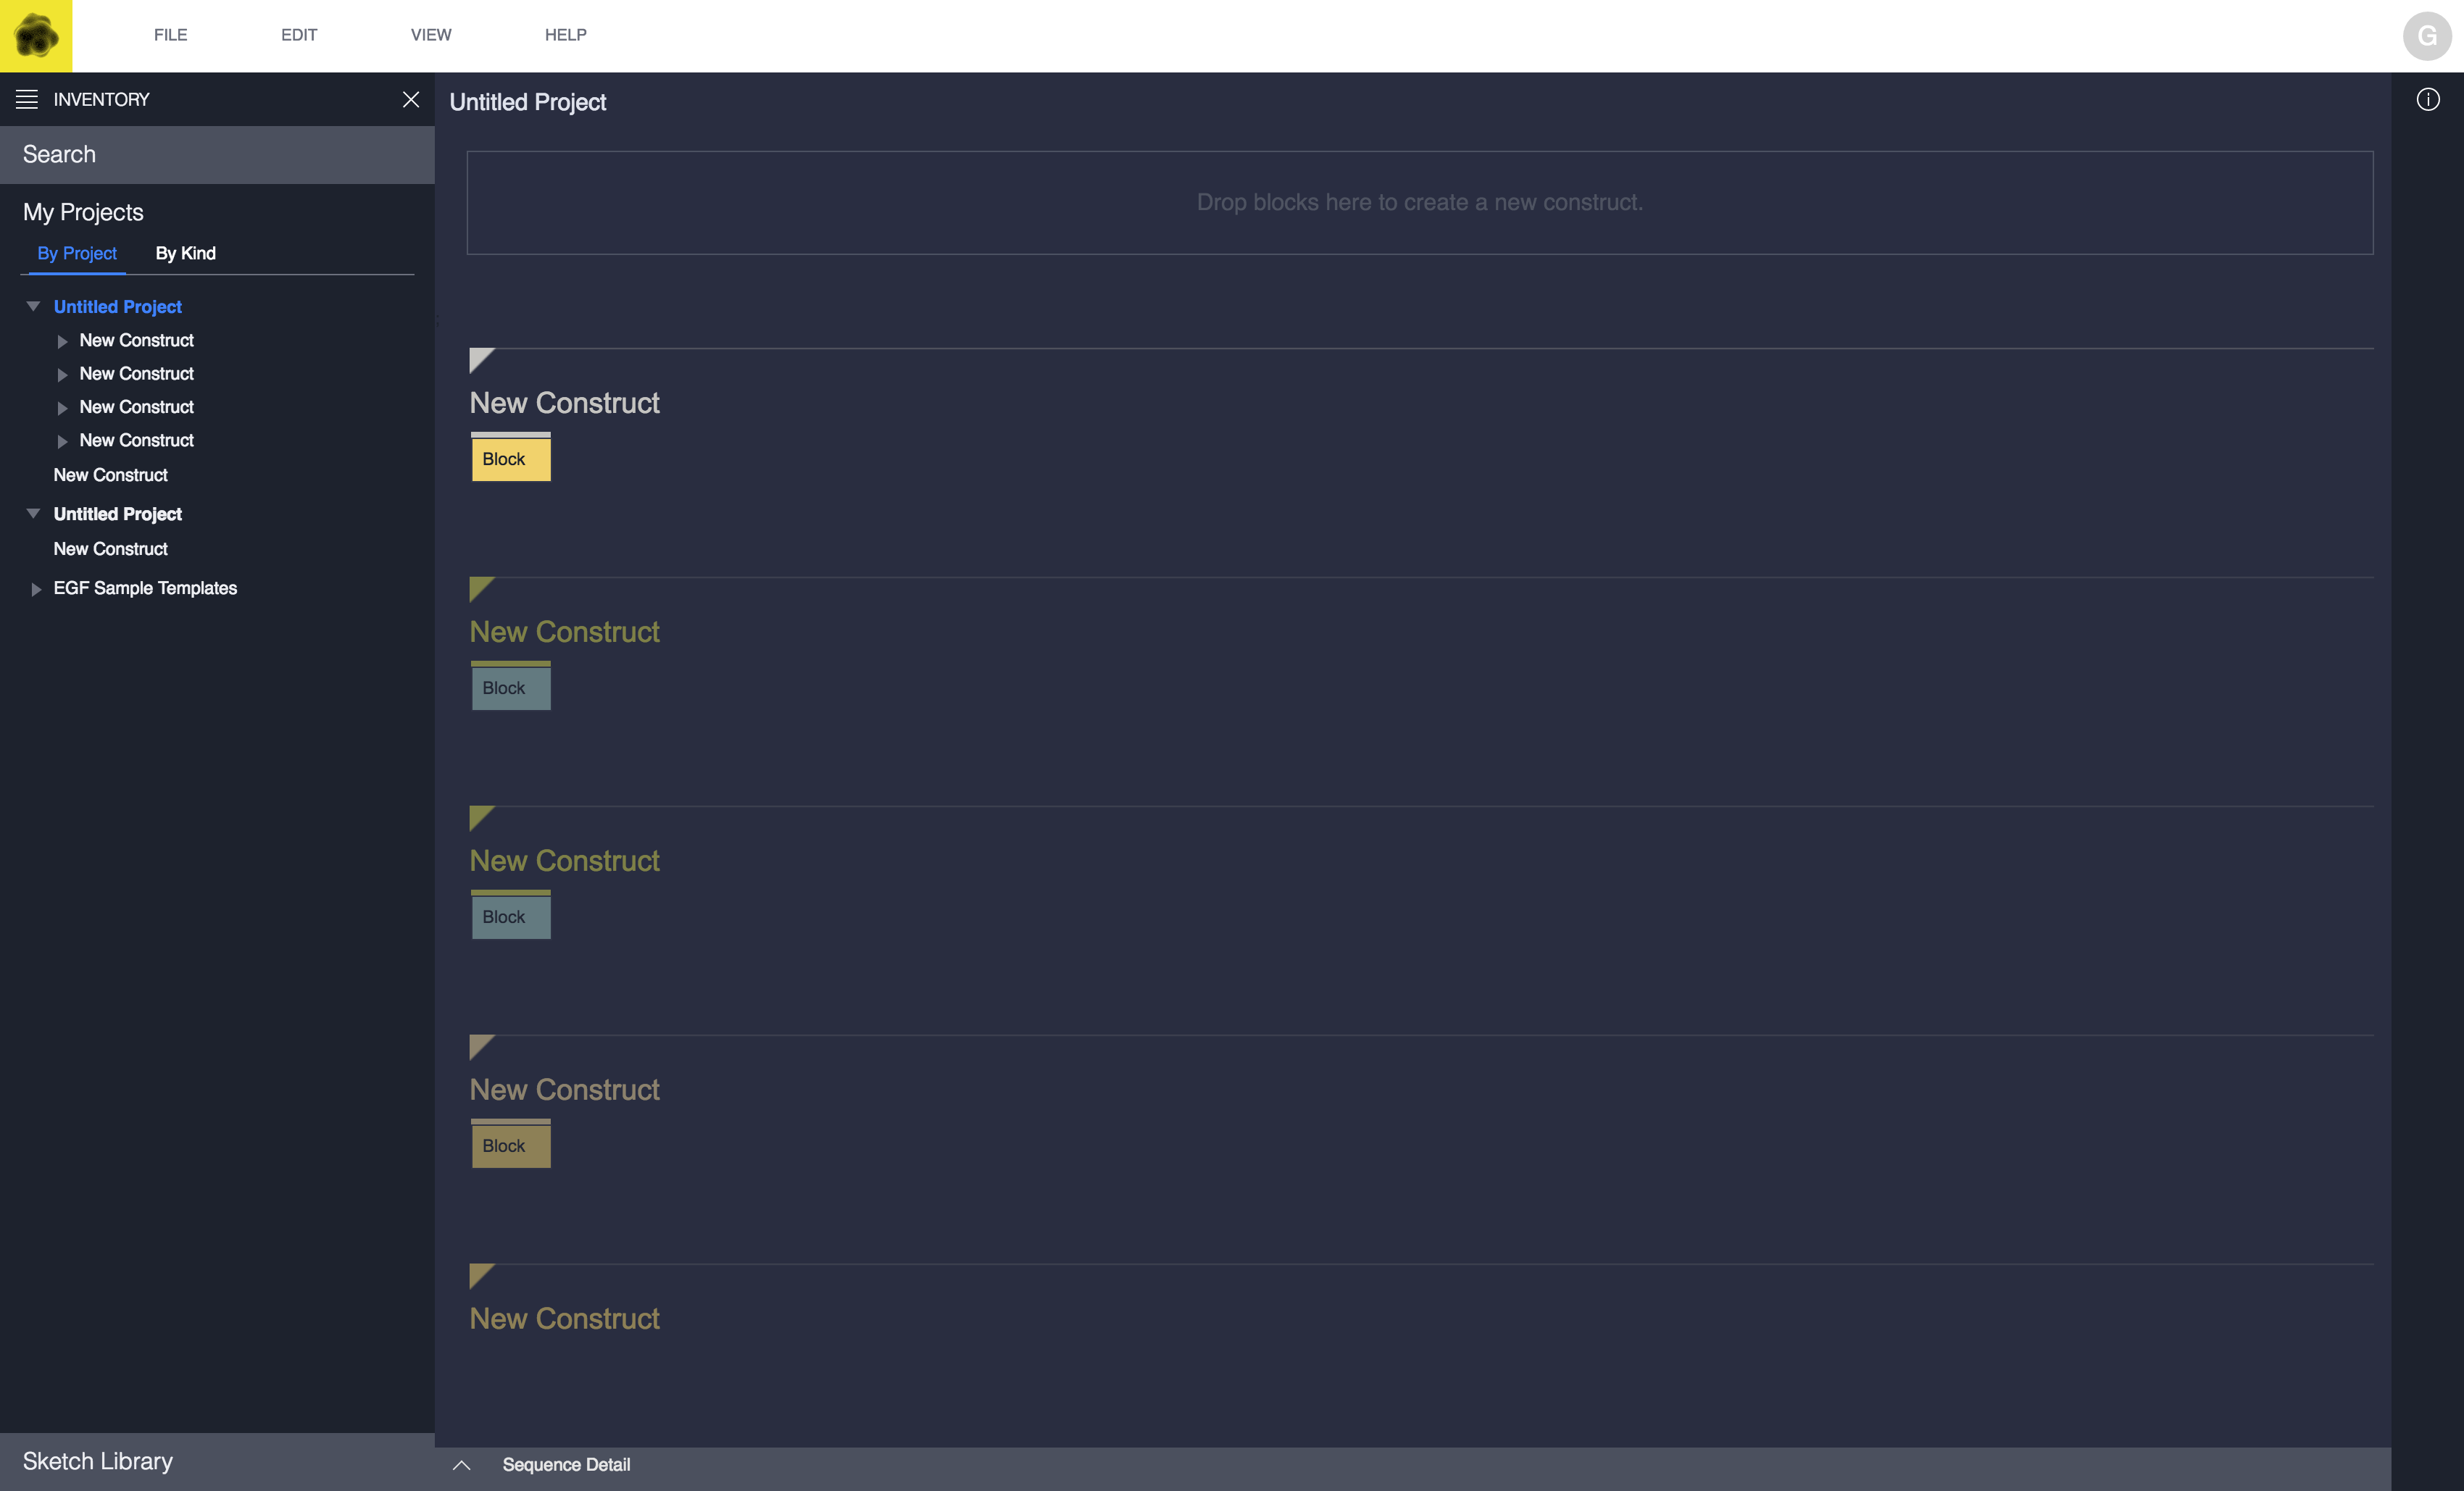 FILE EDIT VIEW HELP
G
INVENTORY
Search
My Projects
By Project By Kind
Untitled Project
New Construct
New Construct
New Construct
New Construct
New Construct
Untitled Project
New Construct
EGF Sample Templates
Sketch Library
Untitled Project
Drop blocks here to create a new construct.
New Construct
Block
New Construct
Block
New Construct
Block
New Construct
Block
New Construct
Sequence Detail